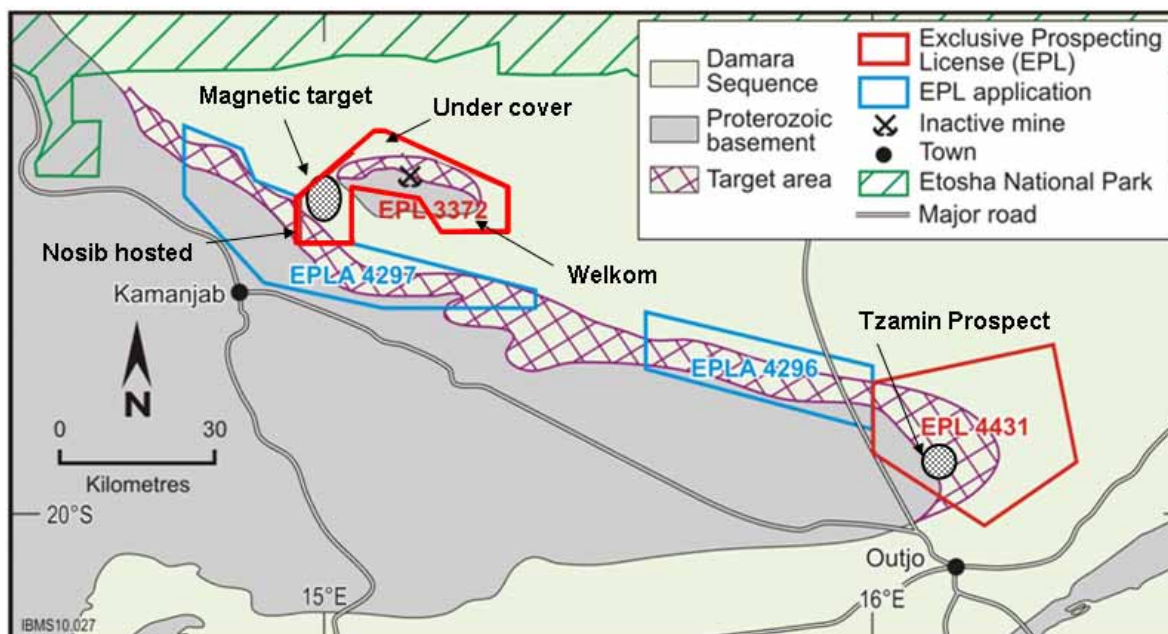 Magnetic target
Under cover
EPL 3372
Nosib hosted
EPLA 4297
Welkom
Kamanjab
Tzamin Prospect
EPLA 4296
EPL 4431
N
0 30
Kilometres
20°S
Outjo
15°E
16°E
IBMS10.027
Damara
Sequence
Proterozoic
basement
Target area
Exclusive Prospecting
License (EPL)
EPL application
Inactive mine
Town
Etosha National Park
Major road